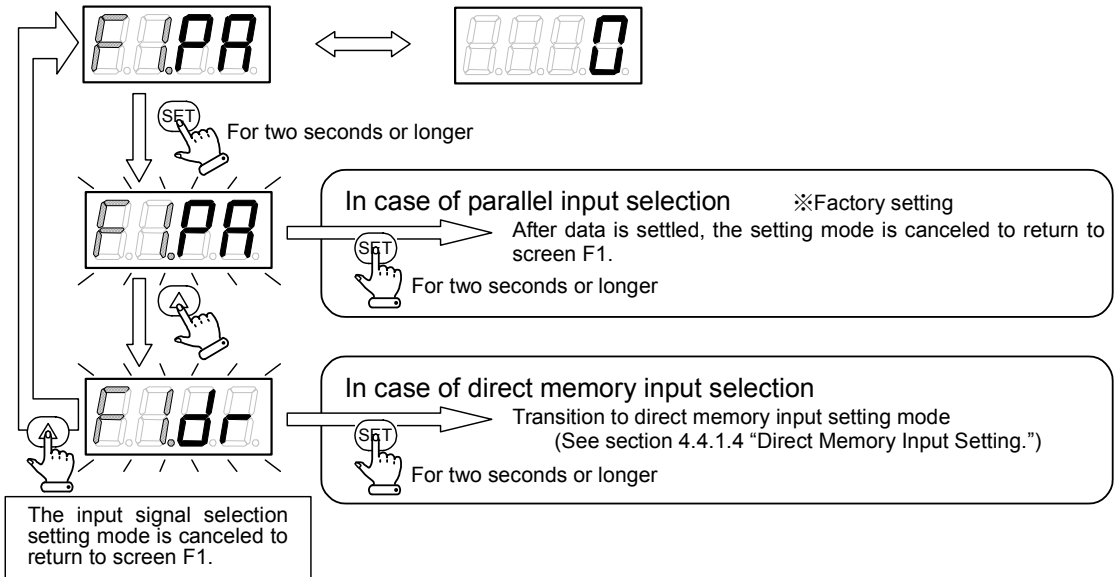 F1.PA
0
SET
For two seconds or longer
F1.PA
In case of parallel input selection ※Factory setting
After data is settled, the setting mode is canceled to return to
screen F1.
SET
For two seconds or longer
F1.dr
In case of direct memory input selection
Transition to direct memory input setting mode
(See section 4.4.1.4 “Direct Memory Input Setting.”)
SET
For two seconds or longer
The input signal selection
setting mode is canceled to
return to screen F1.